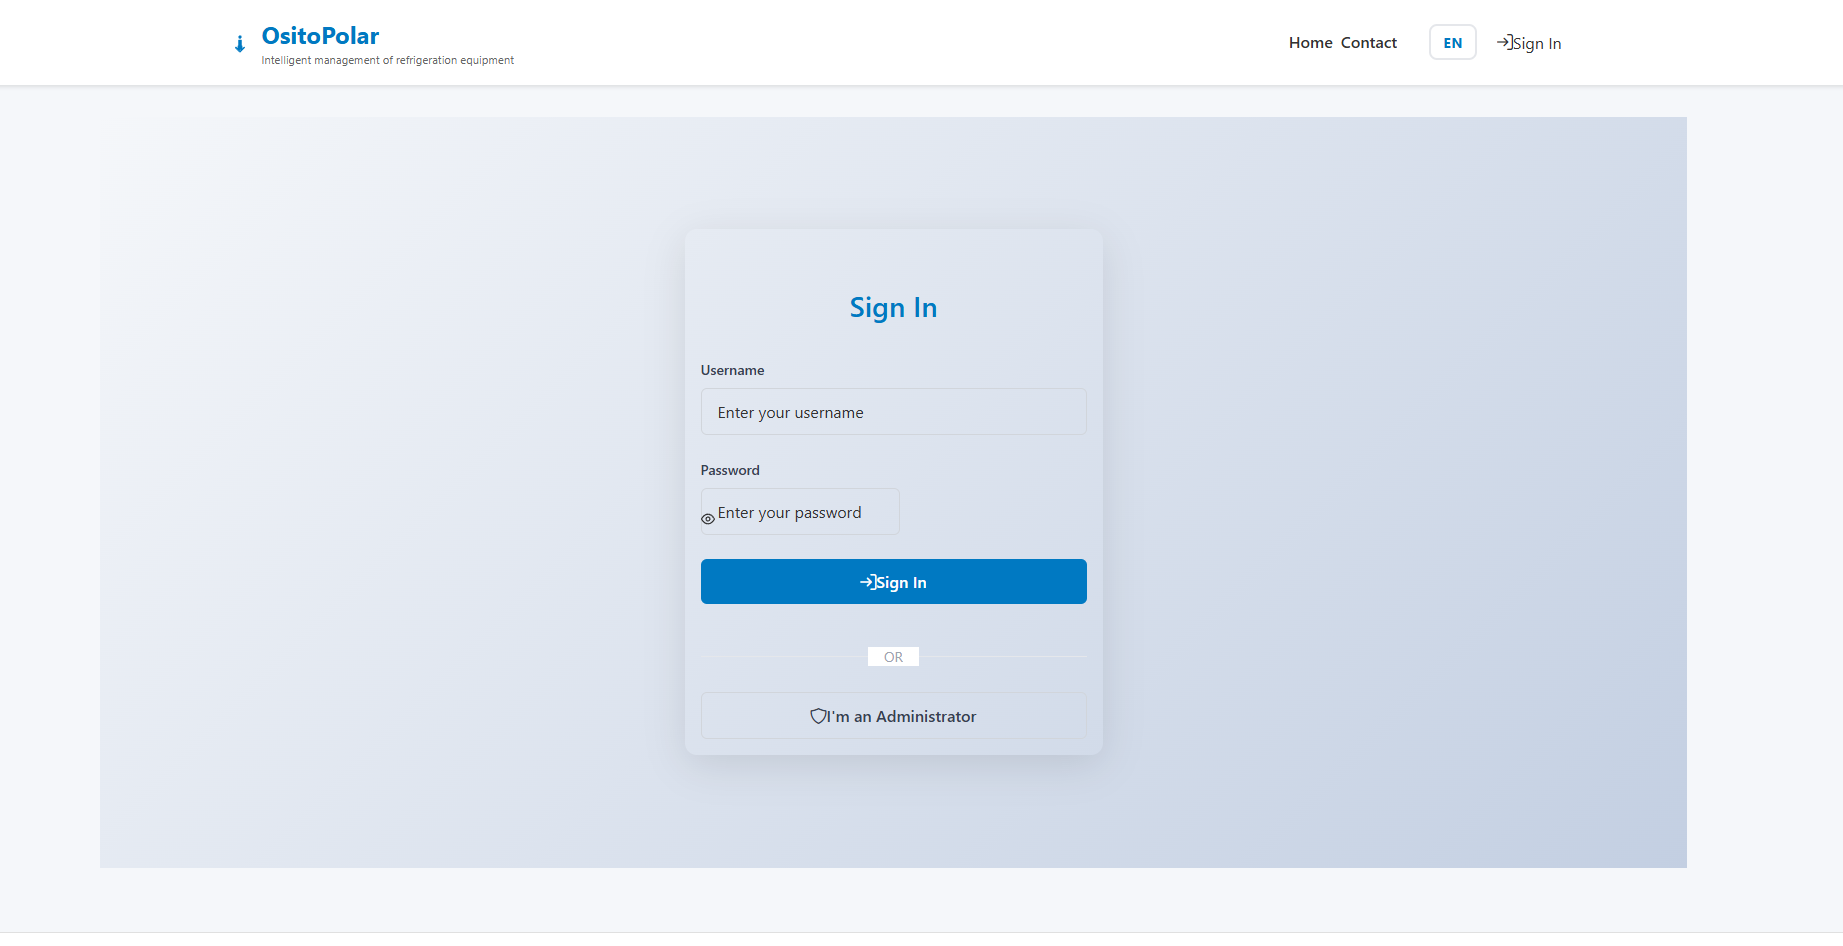 OsitoPolar
Intelligent management of refrigeration equipment
Home Contact EN Sign In
Sign In
Username
Enter your username
Password
Enter your password
Sign In
OR
I'm an Administrator